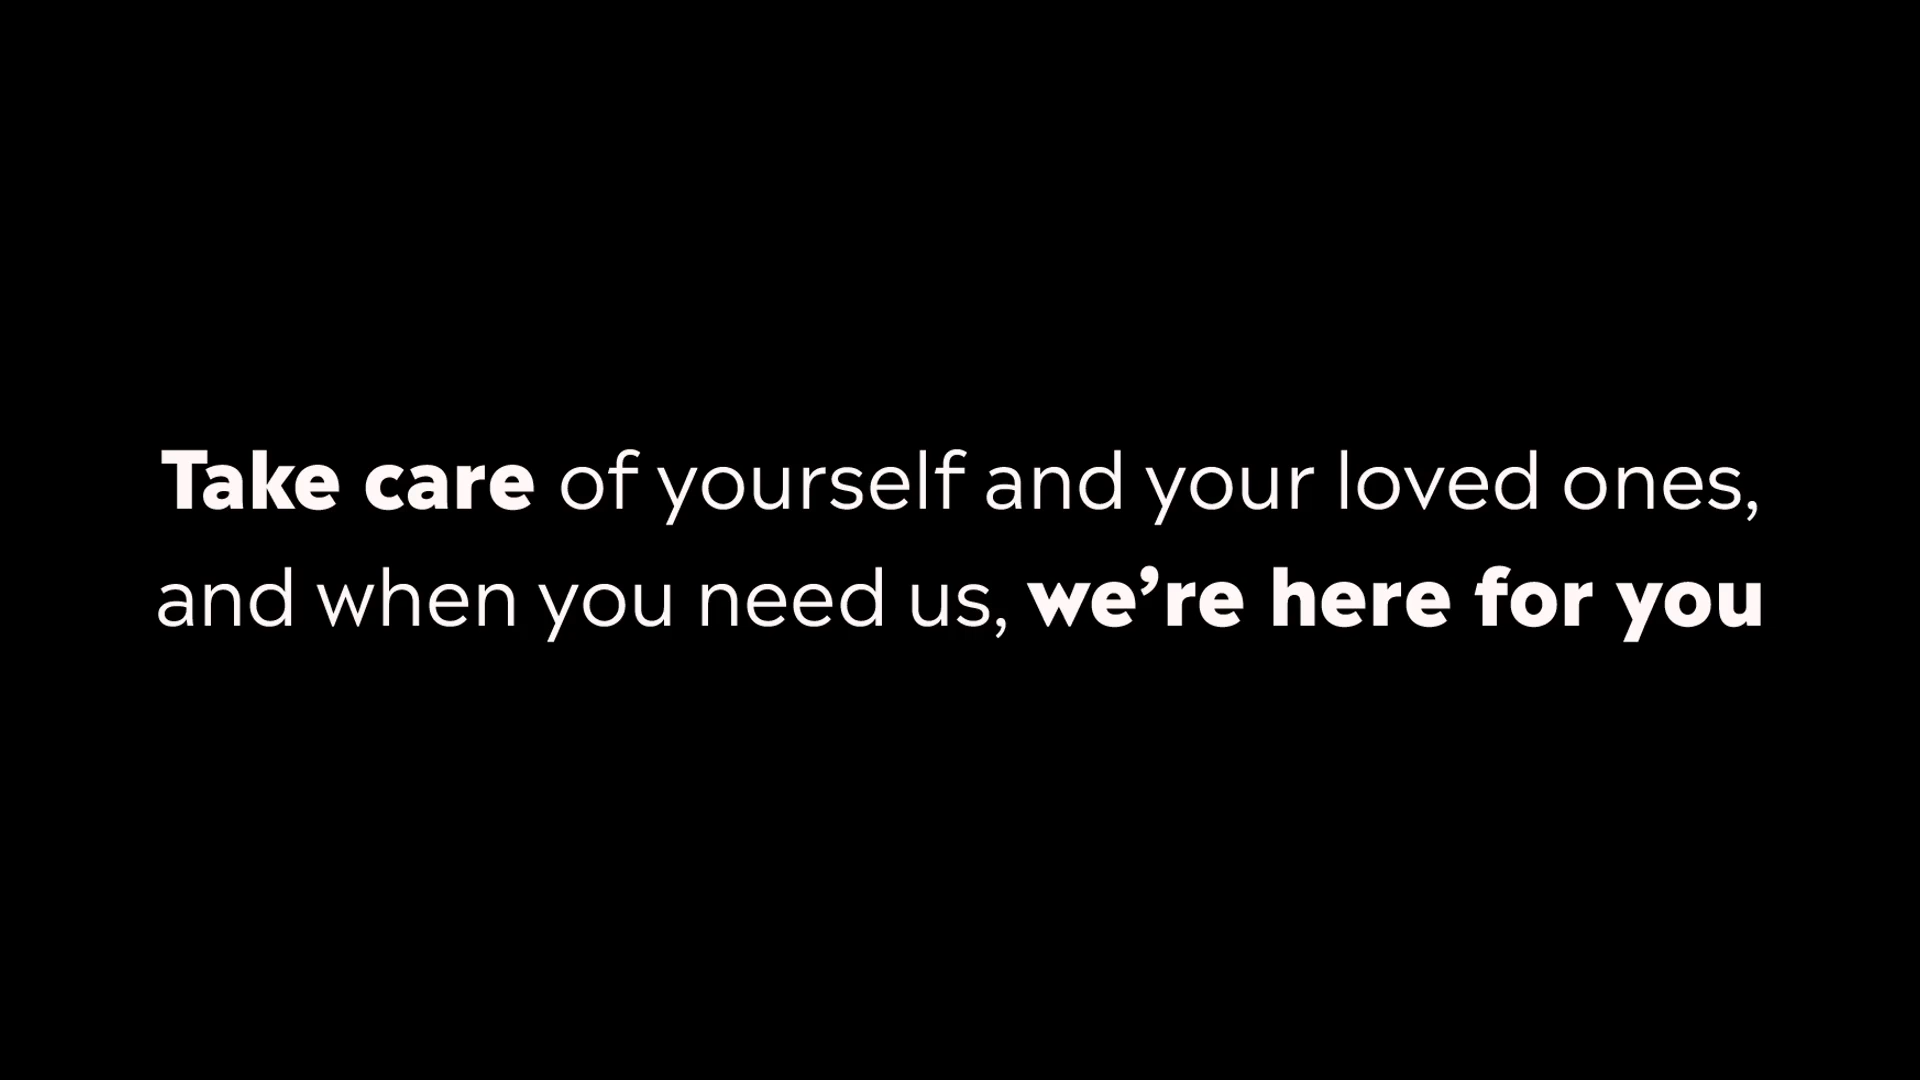 Take care of yourself and your loved ones,
and when you need us, we’re here for you